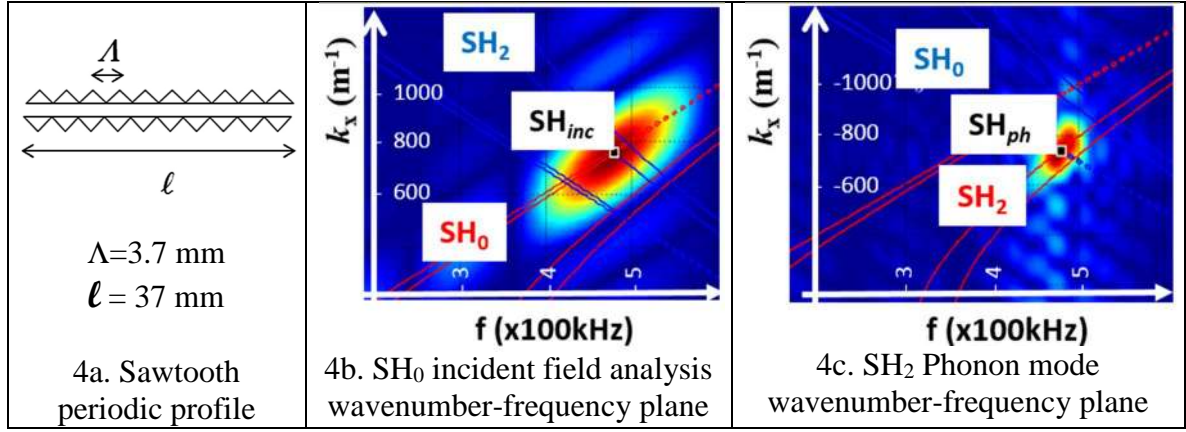 Λ
ℓ
Λ=3.7 mm
ℓ = 37 mm
4a. Sawtooth
periodic profile
SH₂
kₓ (m⁻¹)
1000
SHᵢₙ꜀
800
600
SH₀
3
4
5
f (x100kHz)
4b. SH₀ incident field analysis
wavenumber-frequency plane
SH₀
kₓ (m⁻¹)
-1000
SHₚₕ
-800
-600
SH₂
3
4
5
f (x100kHz)
4c. SH₂ Phonon mode
wavenumber-frequency plane